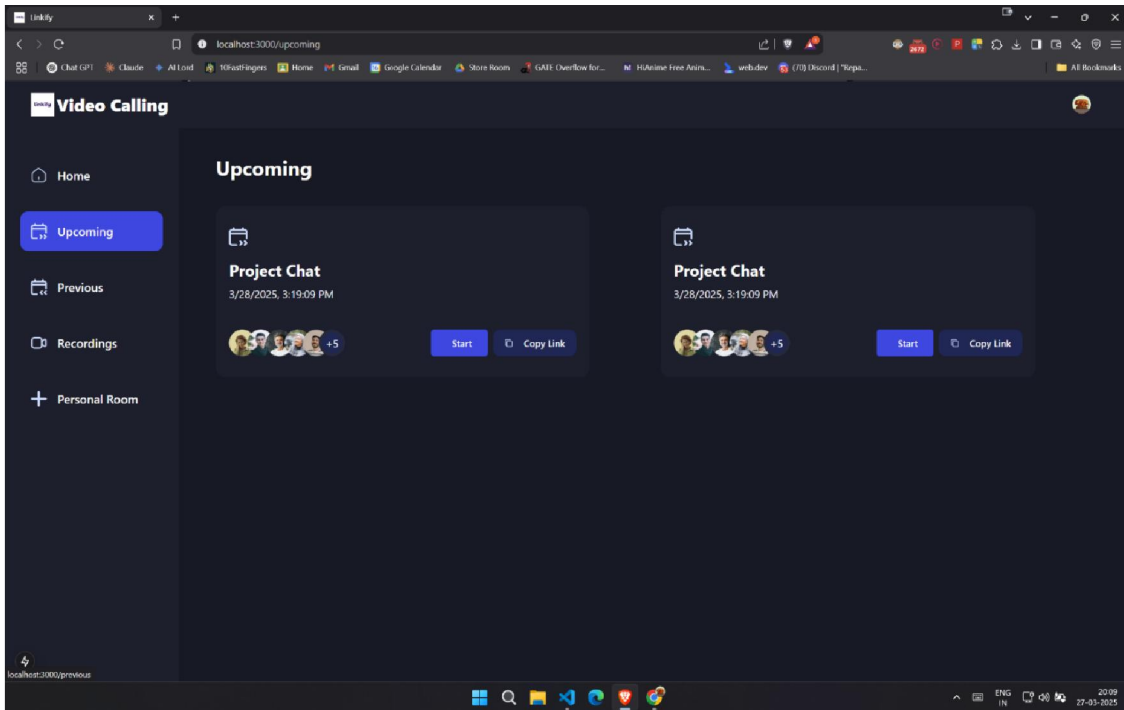 Linkify
localhost:3000/upcoming
2672
Chat GPT Claude AI Lord 10FastFingers Home Gmail Google Calendar Store Room GATE Overflow for... HiAnime Free Anim... web.dev (70) Discord | "Repa... All Bookmarks
Linkify Video Calling
Home
Upcoming
Previous
Recordings
Personal Room
Upcoming
Project Chat
3/28/2025, 3:19:09 PM
+5 Start Copy Link
Project Chat
3/28/2025, 3:19:09 PM
+5 Start Copy Link
localhost:3000/previous
ENG
IN
20:09
27-03-2025